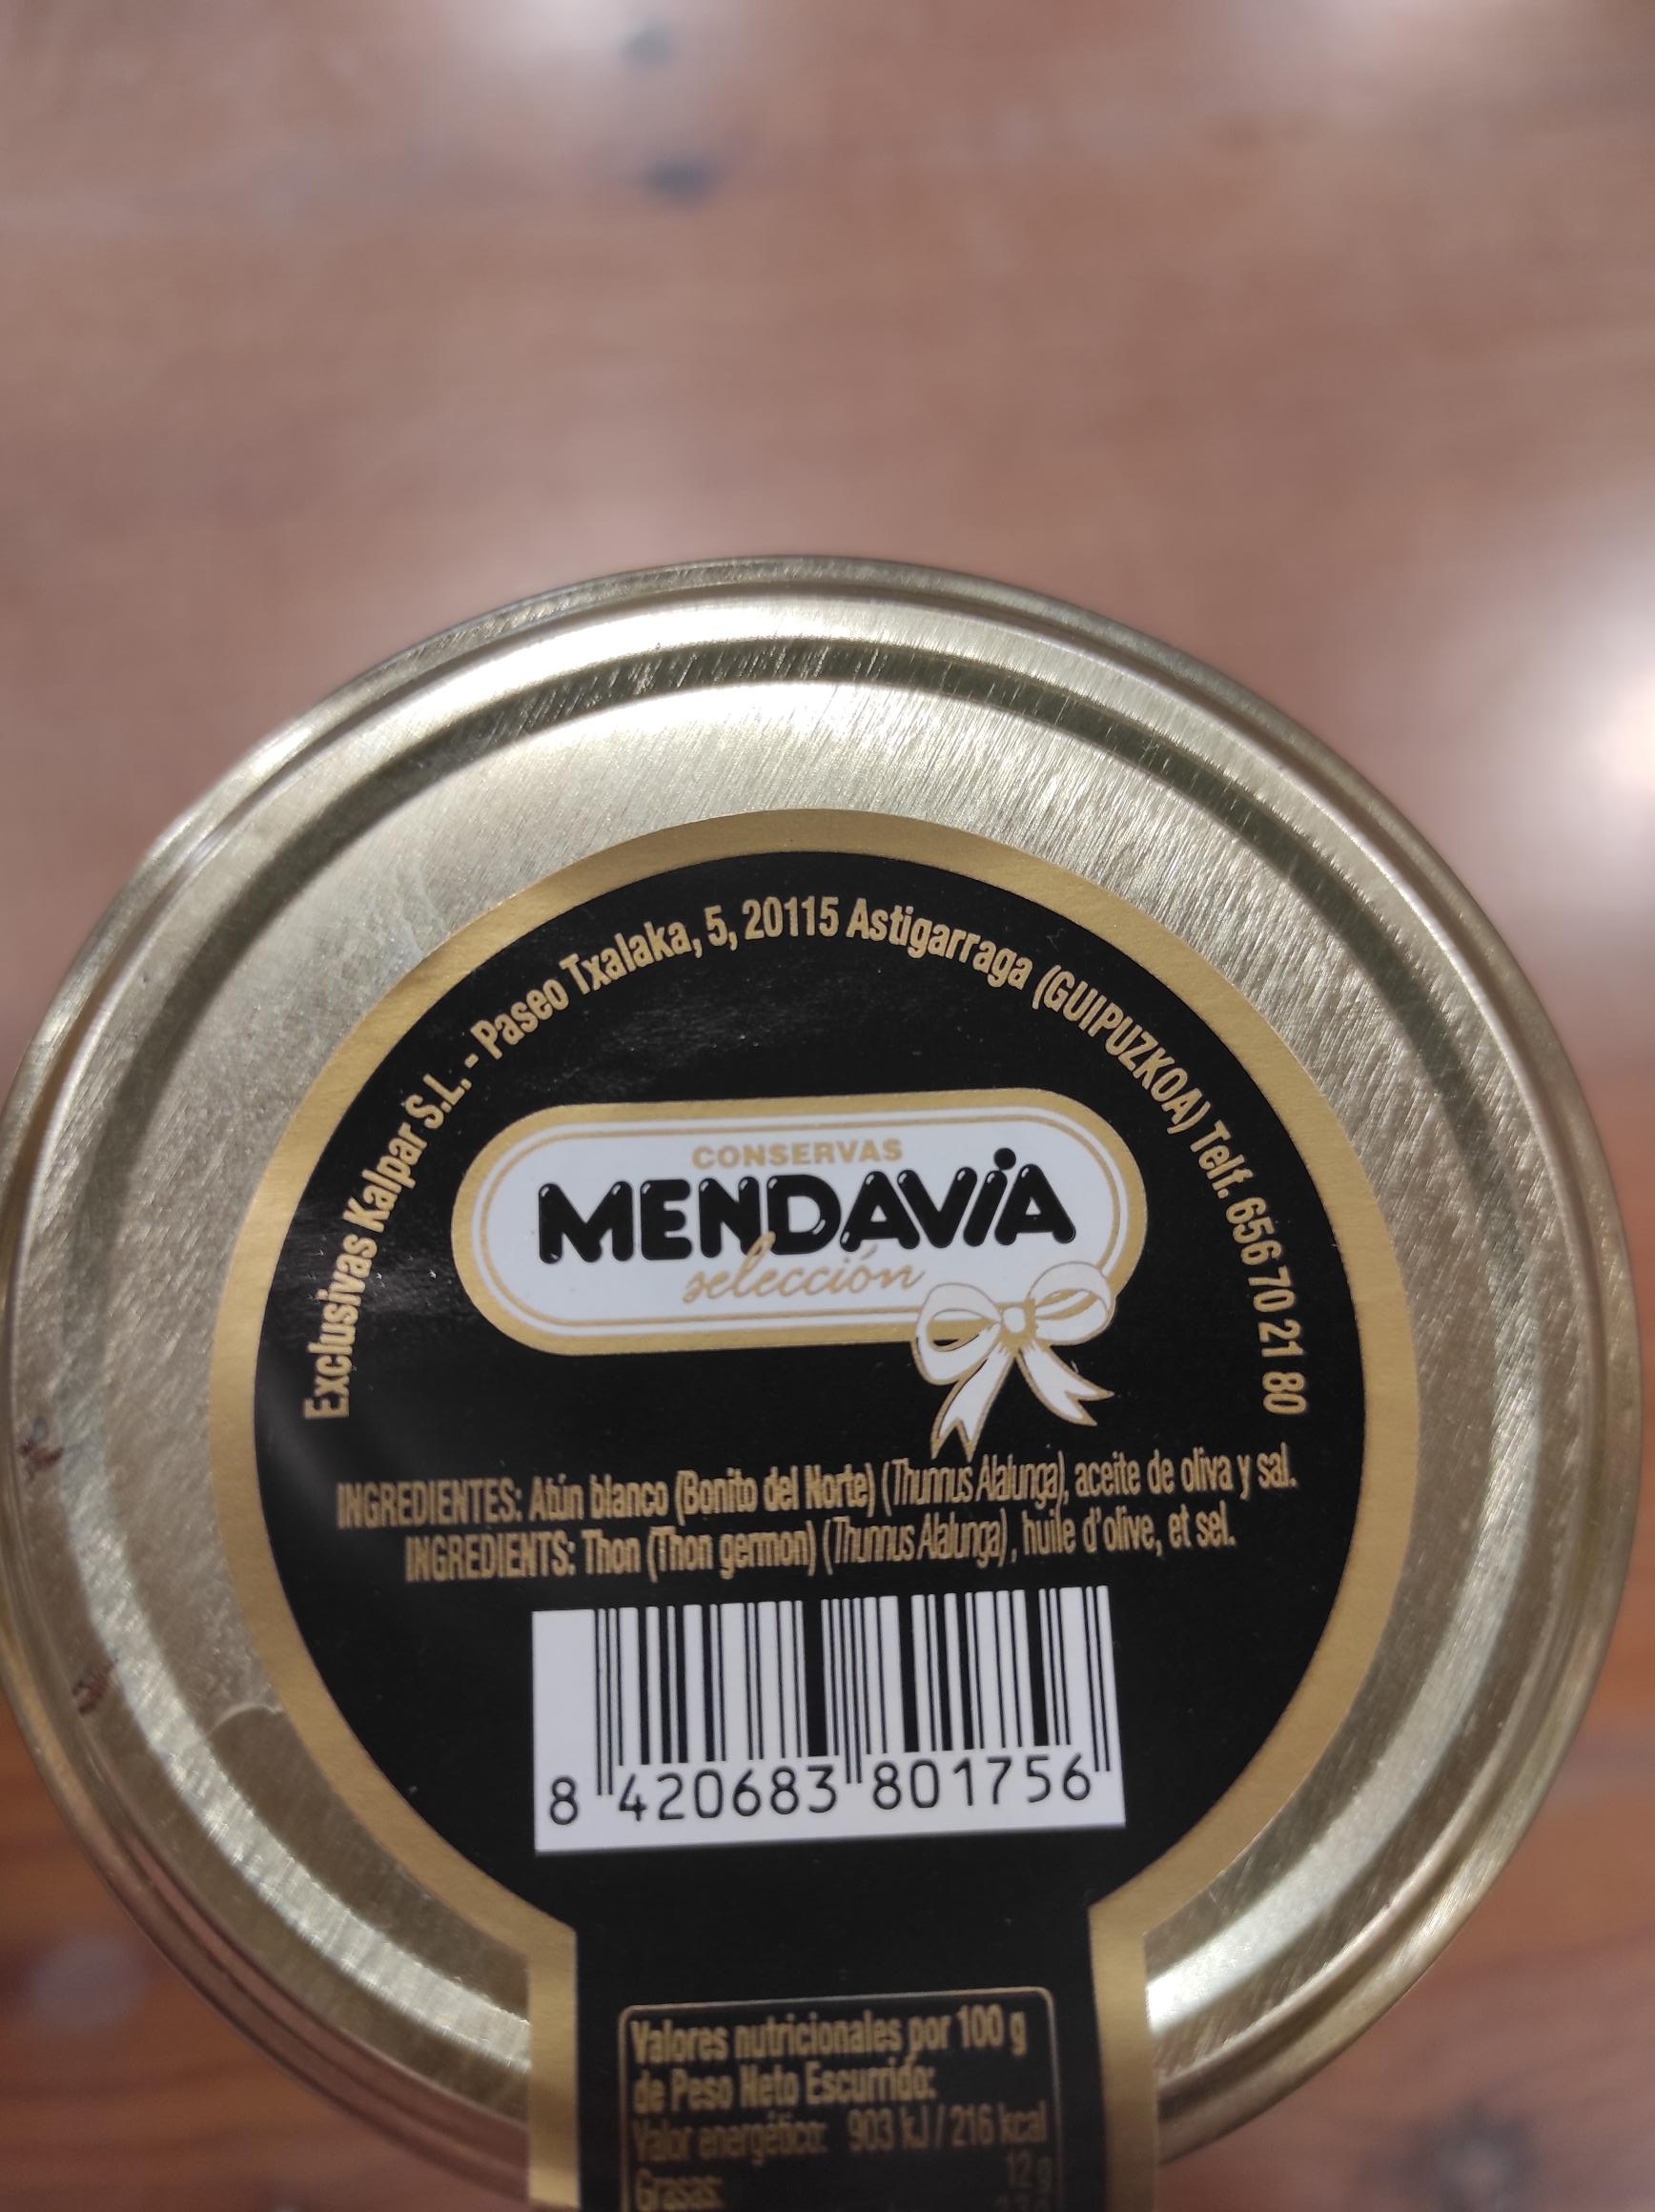 Exclusivas Kalpar S.L. - Paseo Txalaka, 5, 20115 Astigarraga (GUIPUZKOA) Telf. 656 70 21 80
CONSERVAS
MENDAVIA
selección
INGREDIENTES: Atún blanco (Bonito del Norte) (Thunnus Alalunga), aceite de oliva y sal.
INGREDIENTS: Thon (Thon germon) (Thunnus Alalunga), huile d'olive, et sel.
8 420683 801756
Valores nutricionales por 100 g
de Peso Neto Escurrido:
Valor energético: 903 kJ / 216 kcal
Grasas: 12 g